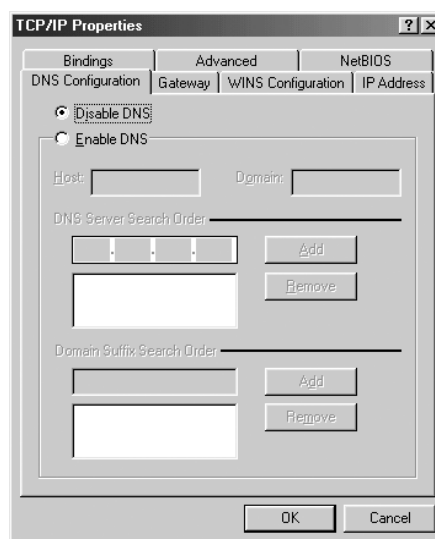 TCP/IP Properties
Bindings Advanced NetBIOS
DNS Configuration Gateway WINS Configuration IP Address
Disable DNS
Enable DNS
Host: Domain:
DNS Server Search Order
Add
Remove
Domain Suffix Search Order
Add
Remove
OK Cancel